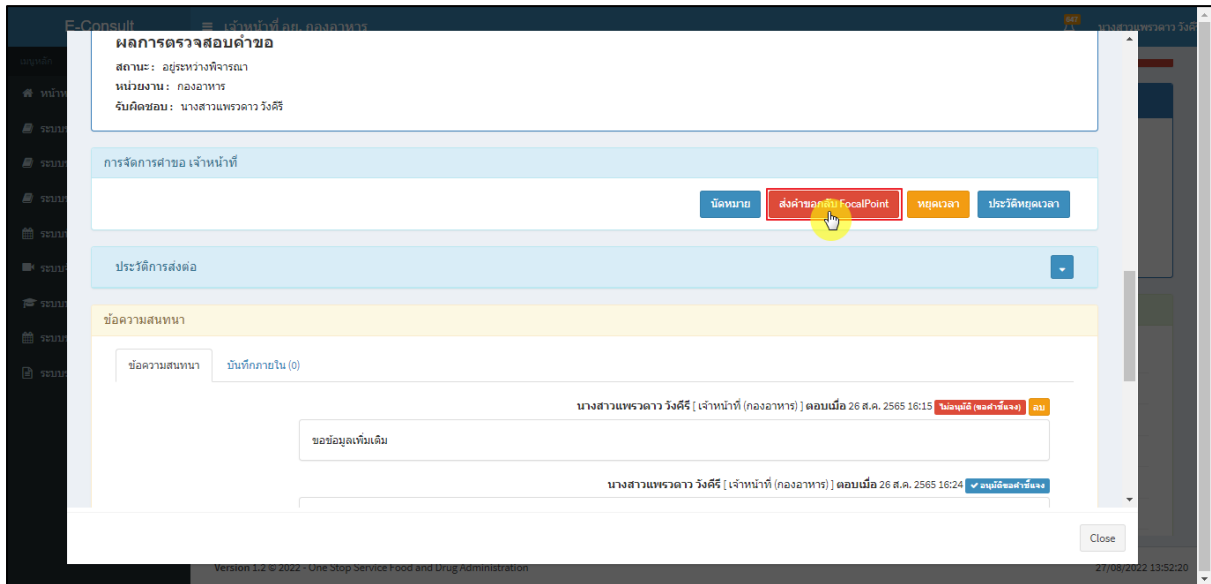 E-Consult
เจ้าหน้าที่ อย. กองอาหาร
647
นางสาวแพรวดาว วังคีรี
เมนูหลัก
ผลการตรวจสอบคำขอ
สถานะ : อยู่ระหว่างพิจารณา
หน่วยงาน : กองอาหาร
รับผิดชอบ : นางสาวแพรวดาว วังคีรี
การจัดการคำขอ เจ้าหน้าที่
นัดหมาย
ส่งคำขอกลับ FocalPoint
หยุดเวลา
ประวัติหยุดเวลา
ประวัติการส่งต่อ
ข้อความสนทนา
ข้อความสนทนา
บันทึกภายใน (0)
นางสาวแพรวดาว วังคีรี [ เจ้าหน้าที่ (กองอาหาร) ] ตอบเมื่อ 26 ส.ค. 2565 16:15 ไม่อนุมัติ (ขอคำชี้แจง) ลบ
ขอข้อมูลเพิ่มเติม
นางสาวแพรวดาว วังคีรี [ เจ้าหน้าที่ (กองอาหาร) ] ตอบเมื่อ 26 ส.ค. 2565 16:24 อนุมัติขอคำชี้แจง
Close
Version 1.2 © 2022 - One Stop Service Food and Drug Administration
27/08/2022 13:52:20